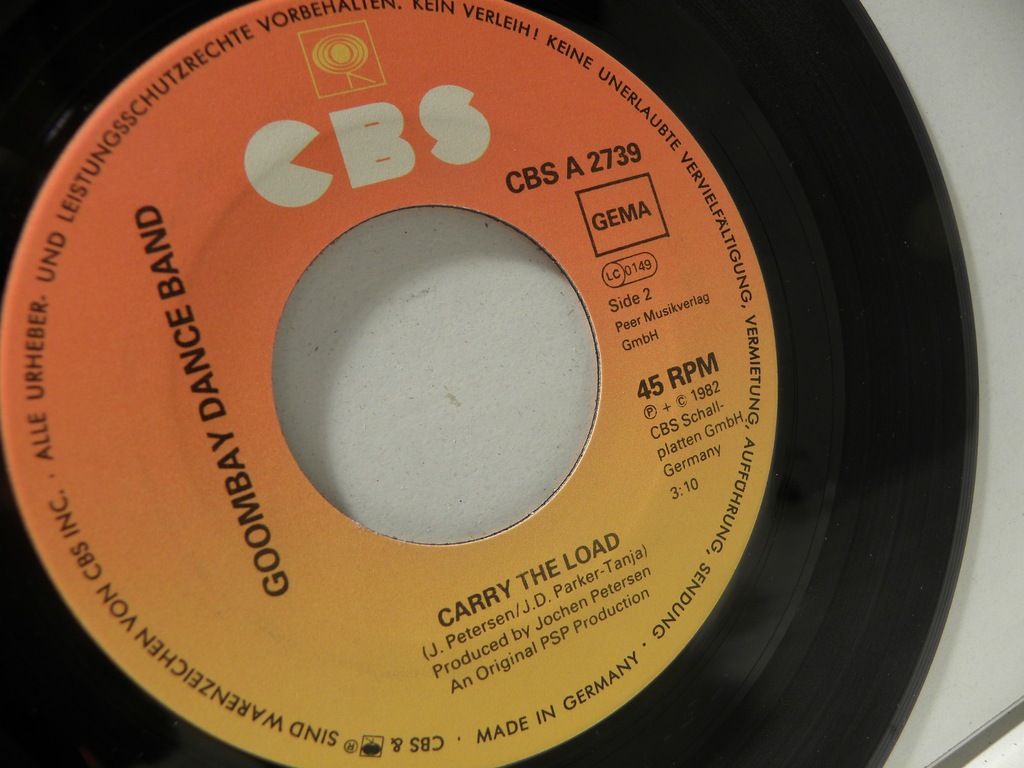 ALLE URHEBER- UND LEISTUNGSSCHUTZRECHTE VORBEHALTEN. KEIN VERLEIH! KEINE UNERLAUBTE VERVIELFÄLTIGUNG, VERMIETUNG, AUFFÜHRUNG, SENDUNG
CBS
CBS A 2739
GEMA
LC 0149
Side 2
Peer Musikverlag
GmbH
45 RPM
℗ + © 1982
CBS Schall-
platten GmbH,
Germany
3:10
GOOMBAY DANCE BAND
CARRY THE LOAD
(J. Petersen/J.D. Parker-Tanja)
Produced by Jochen Petersen
An Original PSP Production
MADE IN GERMANY · CBS & ® SIND WARENZEICHEN VON CBS INC. ·